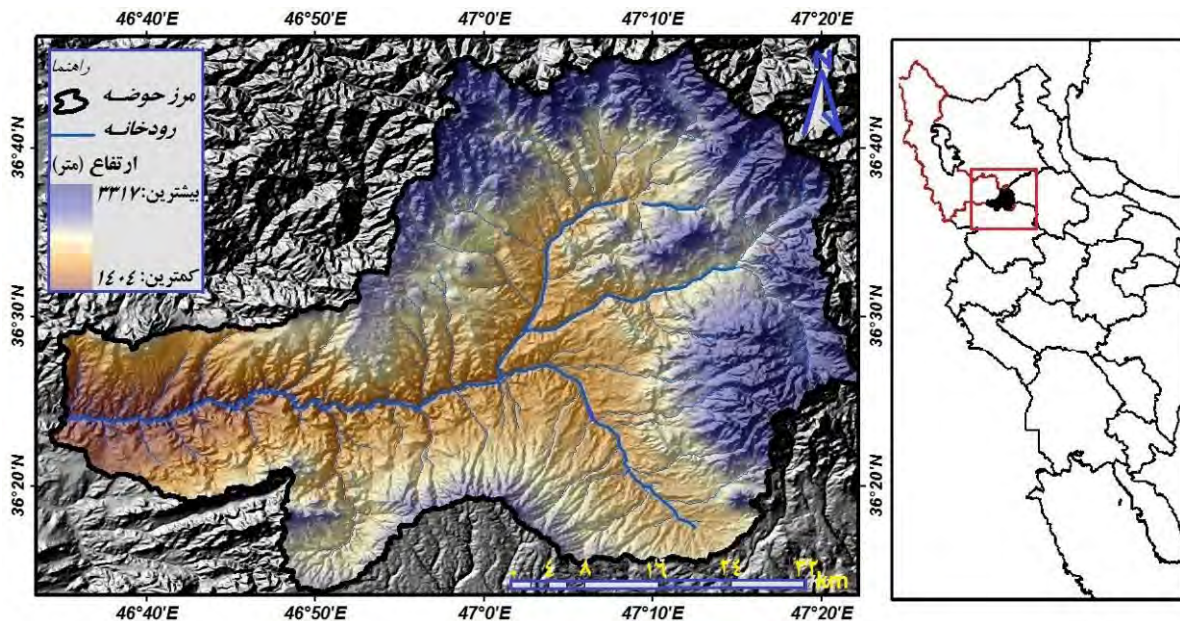 46°40'E 46°50'E 47°0'E 47°10'E 47°20'E
راهنما
مرز حوضـه
رودخانـه
ارتفاع (متر)
بیشترین: ۳۳۱۷
کمترین: ۱۴۰۴
N
36°40'N 36°40'N
36°30'N 36°30'N
36°20'N 36°20'N
۰ ۴ ۸ ۱۶ ۲۴ ۳۲
km
46°40'E 46°50'E 47°0'E 47°10'E 47°20'E